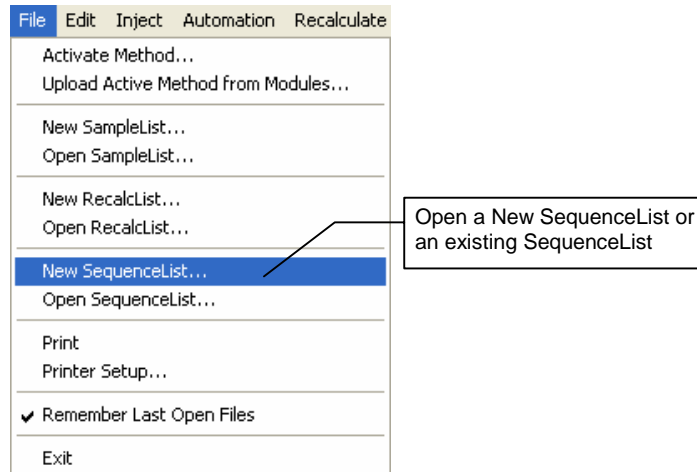 File Edit Inject Automation Recalculate
Activate Method...
Upload Active Method from Modules...
New SampleList...
Open SampleList...
New RecalcList...
Open RecalcList...
New SequenceList...
Open SequenceList...
Print
Printer Setup...
Remember Last Open Files
Exit
Open a New SequenceList or
an existing SequenceList